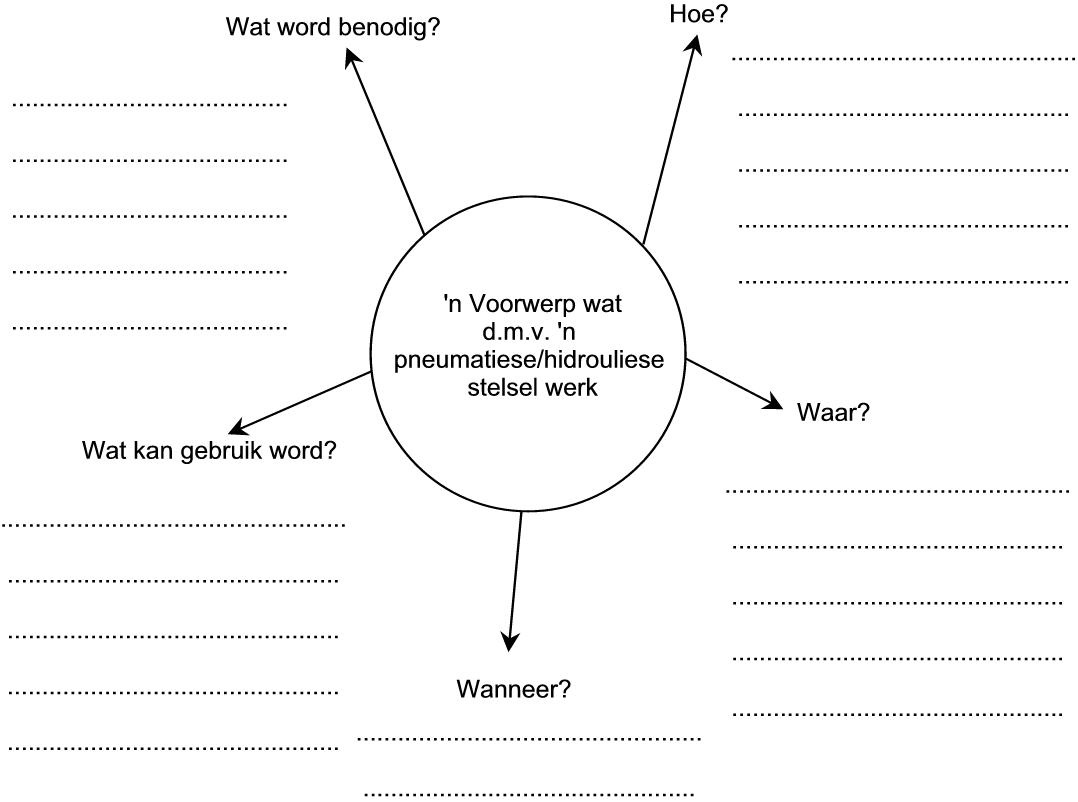 Wat word benodig?
Hoe?
'n Voorwerp wat
d.m.v. 'n
pneumatiese/hidrouliese
stelsel werk
Waar?
Wat kan gebruik word?
Wanneer?